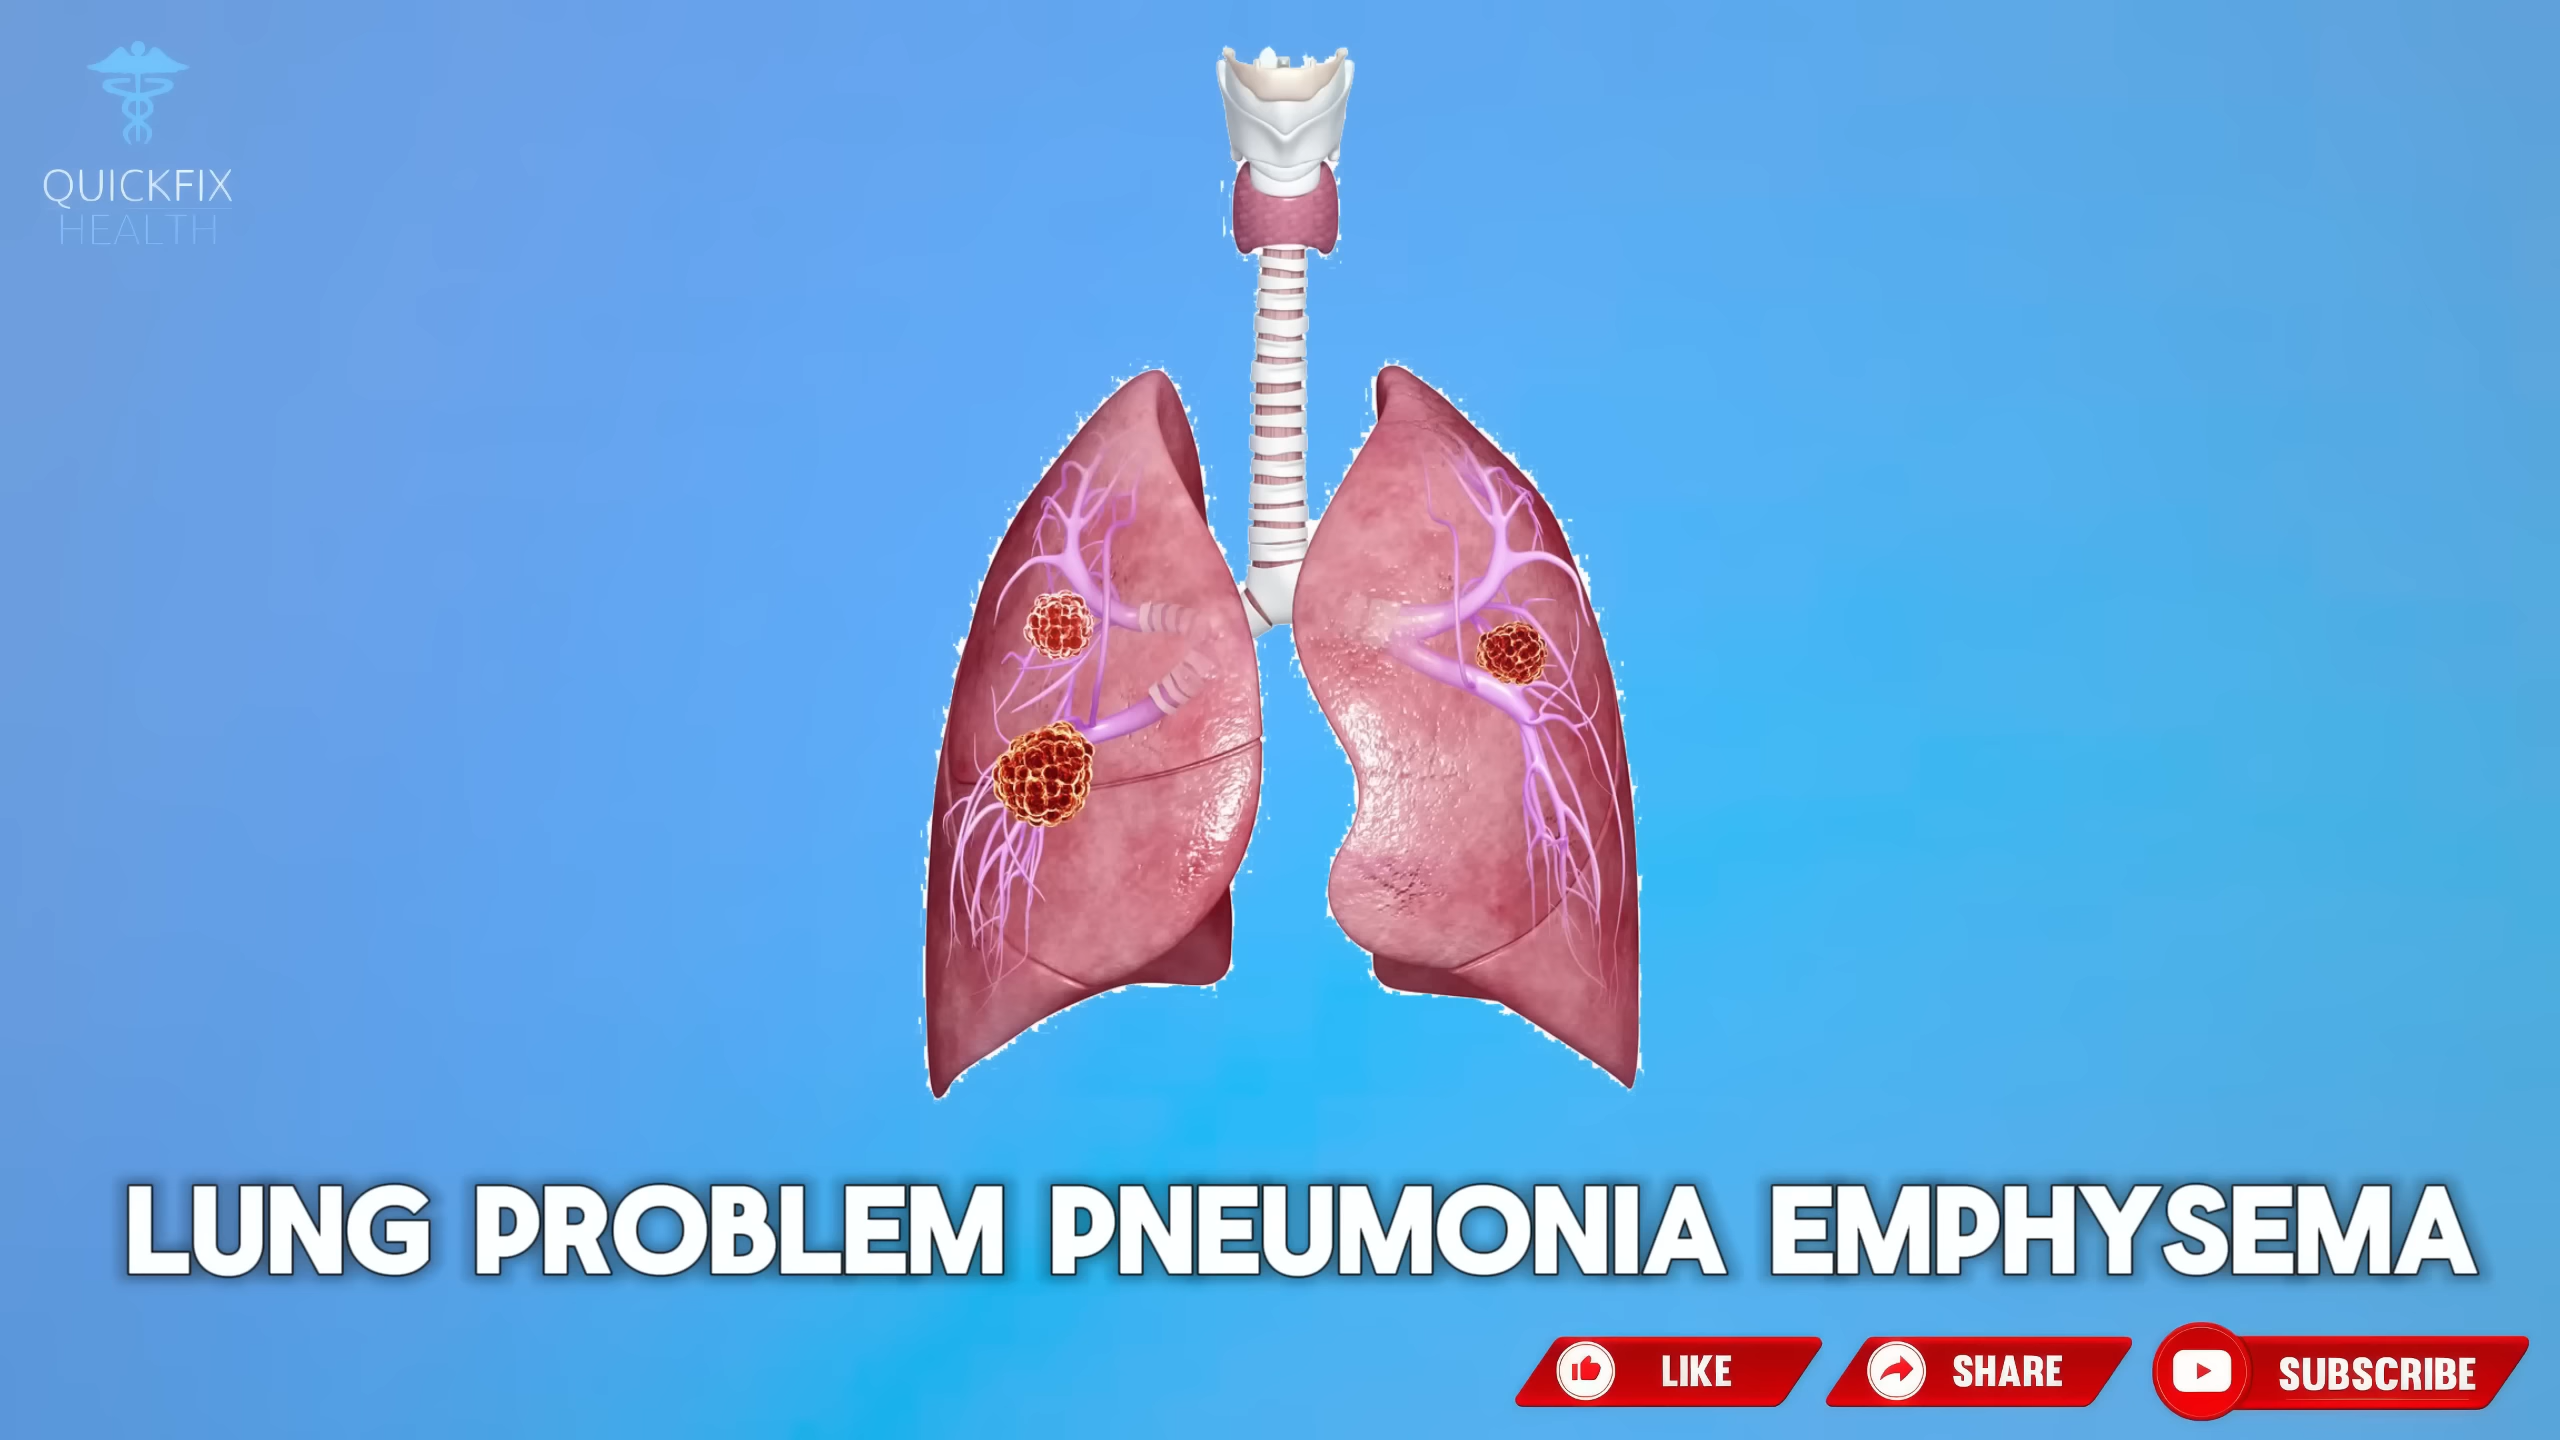 QUICKFIX
HEALTH
LUNG PROBLEM PNEUMONIA EMPHYSEMA
LIKE
SHARE
SUBSCRIBE